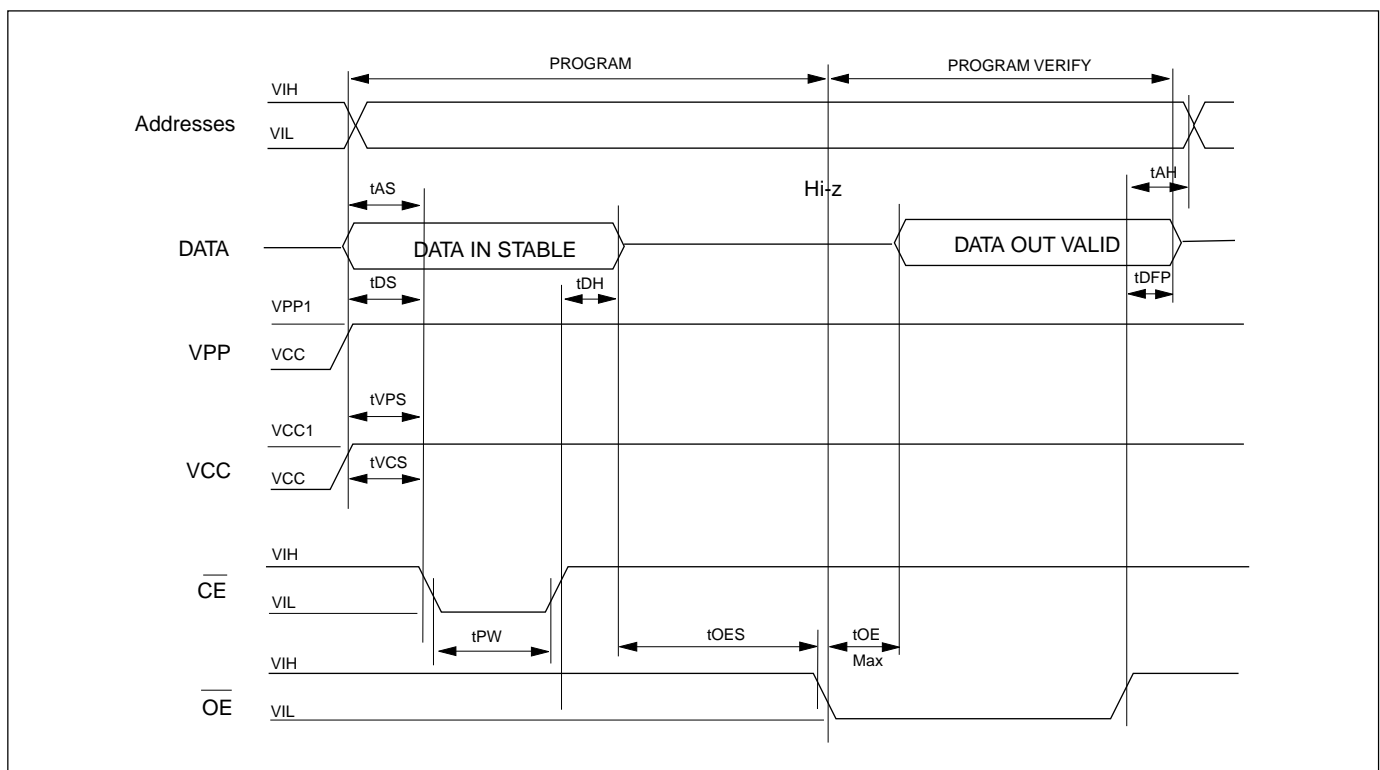 PROGRAM
PROGRAM VERIFY
VIH
Addresses
VIL
tAS
Hi-z
tAH
DATA
DATA IN STABLE
DATA OUT VALID
tDS
tDH
tDFP
VPP1
VPP
VCC
tVPS
VCC1
VCC
VCC
tVCS
VIH
CE
VIL
tPW
tOES
tOE
Max
VIH
OE
VIL